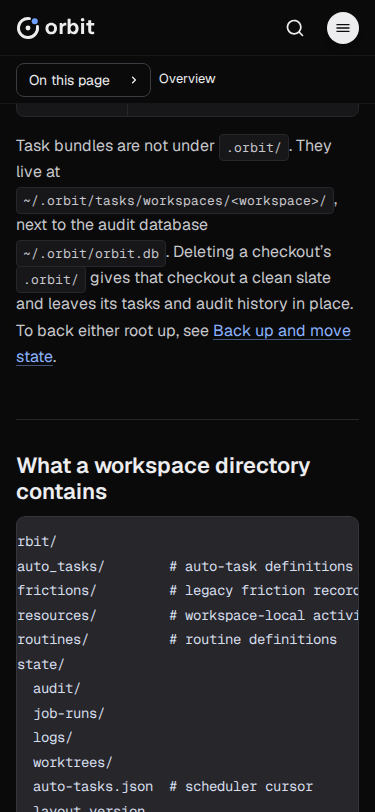 orbit
On this page
Overview
Task bundles are not under .orbit/. They
live at
~/.orbit/tasks/workspaces/<workspace>/,
next to the audit database
~/.orbit/orbit.db. Deleting a checkout’s
.orbit/ gives that checkout a clean slate
and leaves its tasks and audit history in place.
To back either root up, see Back up and move
state.
What a workspace directory
contains
rbit/
auto_tasks/ # auto-task definitions
frictions/ # legacy friction recor
resources/ # workspace-local activi
routines/ # routine definitions
state/
audit/
job-runs/
logs/
worktrees/
auto-tasks.json # scheduler cursor
layout version